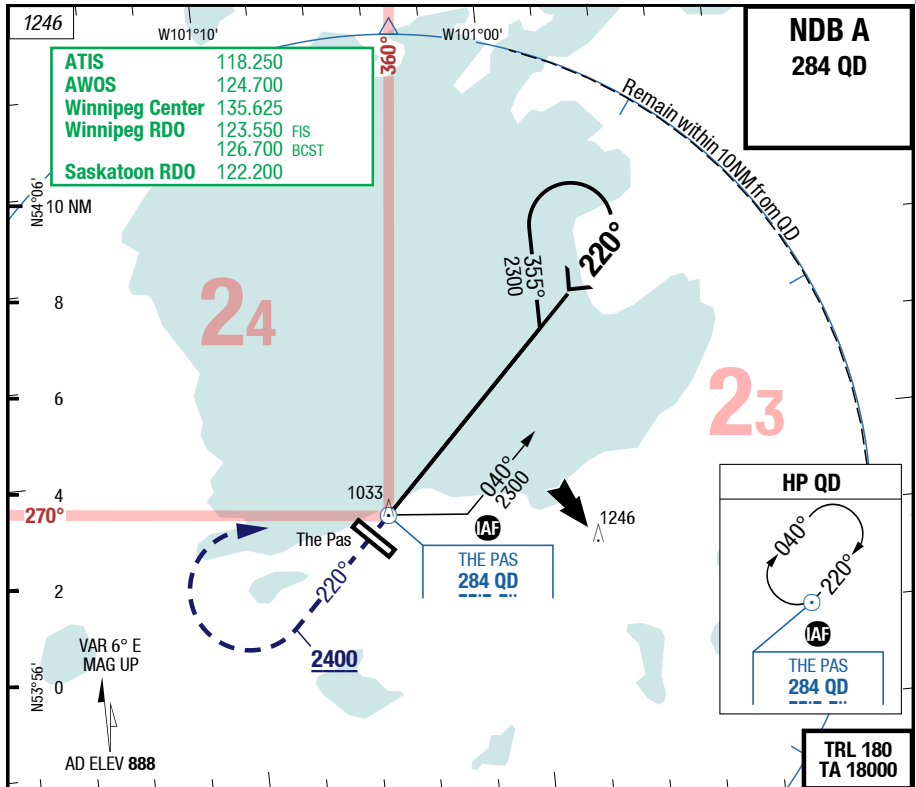 1246
W101°10'
W101°00'
NDB A
284 QD
ATIS 118.250
AWOS 124.700
Winnipeg Center 135.625
Winnipeg RDO 123.550 FIS
126.700 BCST
Saskatoon RDO 122.200
360°
Remain within 10NM from QD
N54°06'
10 NM
8
6
4
2
0
N53°56'
24
23
220°
355°
2300
040°
2300
1033
270°
The Pas
IAF
1246
THE PAS
284 QD
220°
2400
HP QD
040°
220°
IAF
THE PAS
284 QD
VAR 6° E
MAG UP
AD ELEV 888
TRL 180
TA 18000